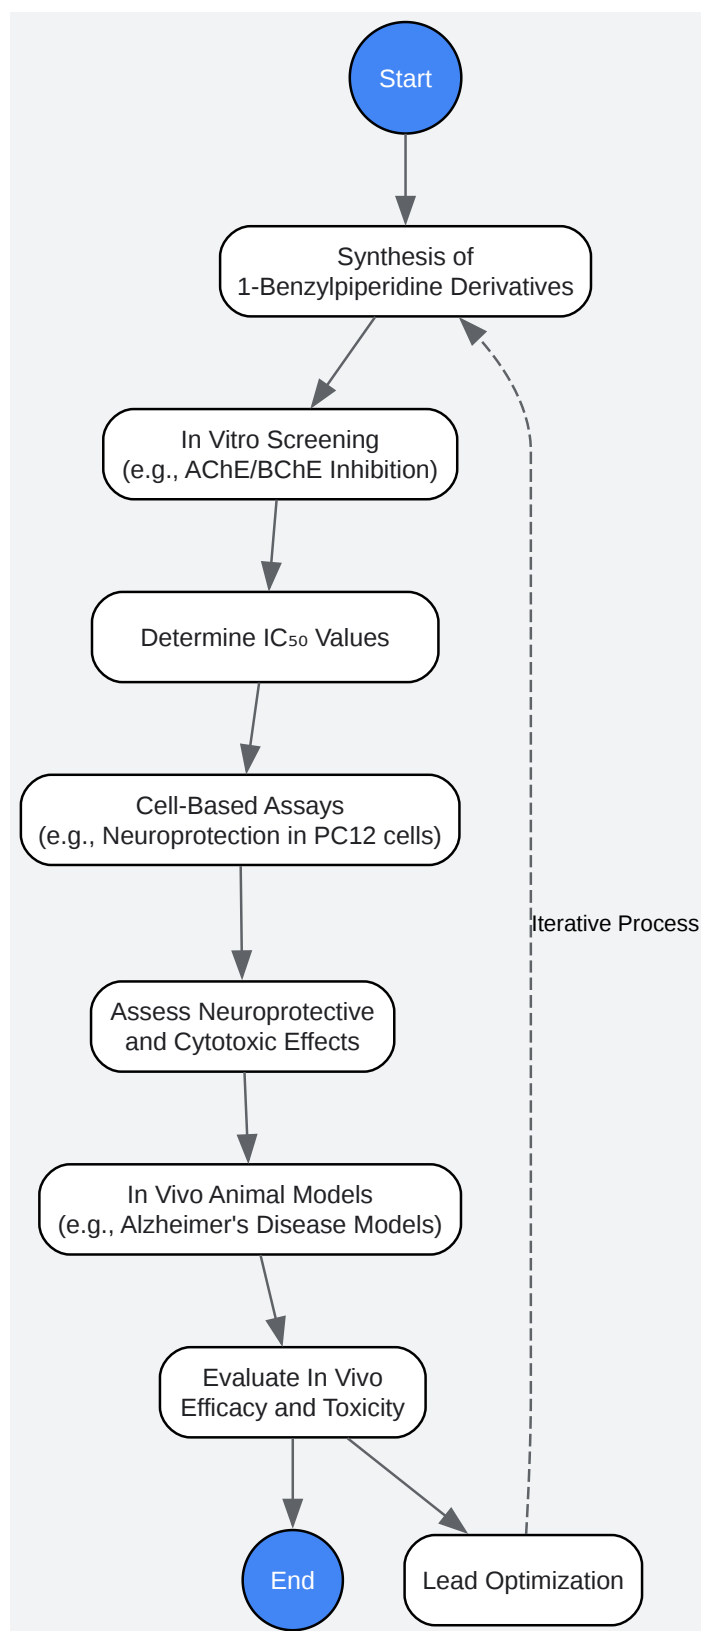 Start
Synthesis of
1-Benzylpiperidine Derivatives
In Vitro Screening
(e.g., AChE/BChE Inhibition)
Determine IC₅₀ Values
Cell-Based Assays
(e.g., Neuroprotection in PC12 cells)
Iterative Process
Assess Neuroprotective
and Cytotoxic Effects
In Vivo Animal Models
(e.g., Alzheimer's Disease Models)
Evaluate In Vivo
Efficacy and Toxicity
End
Lead Optimization